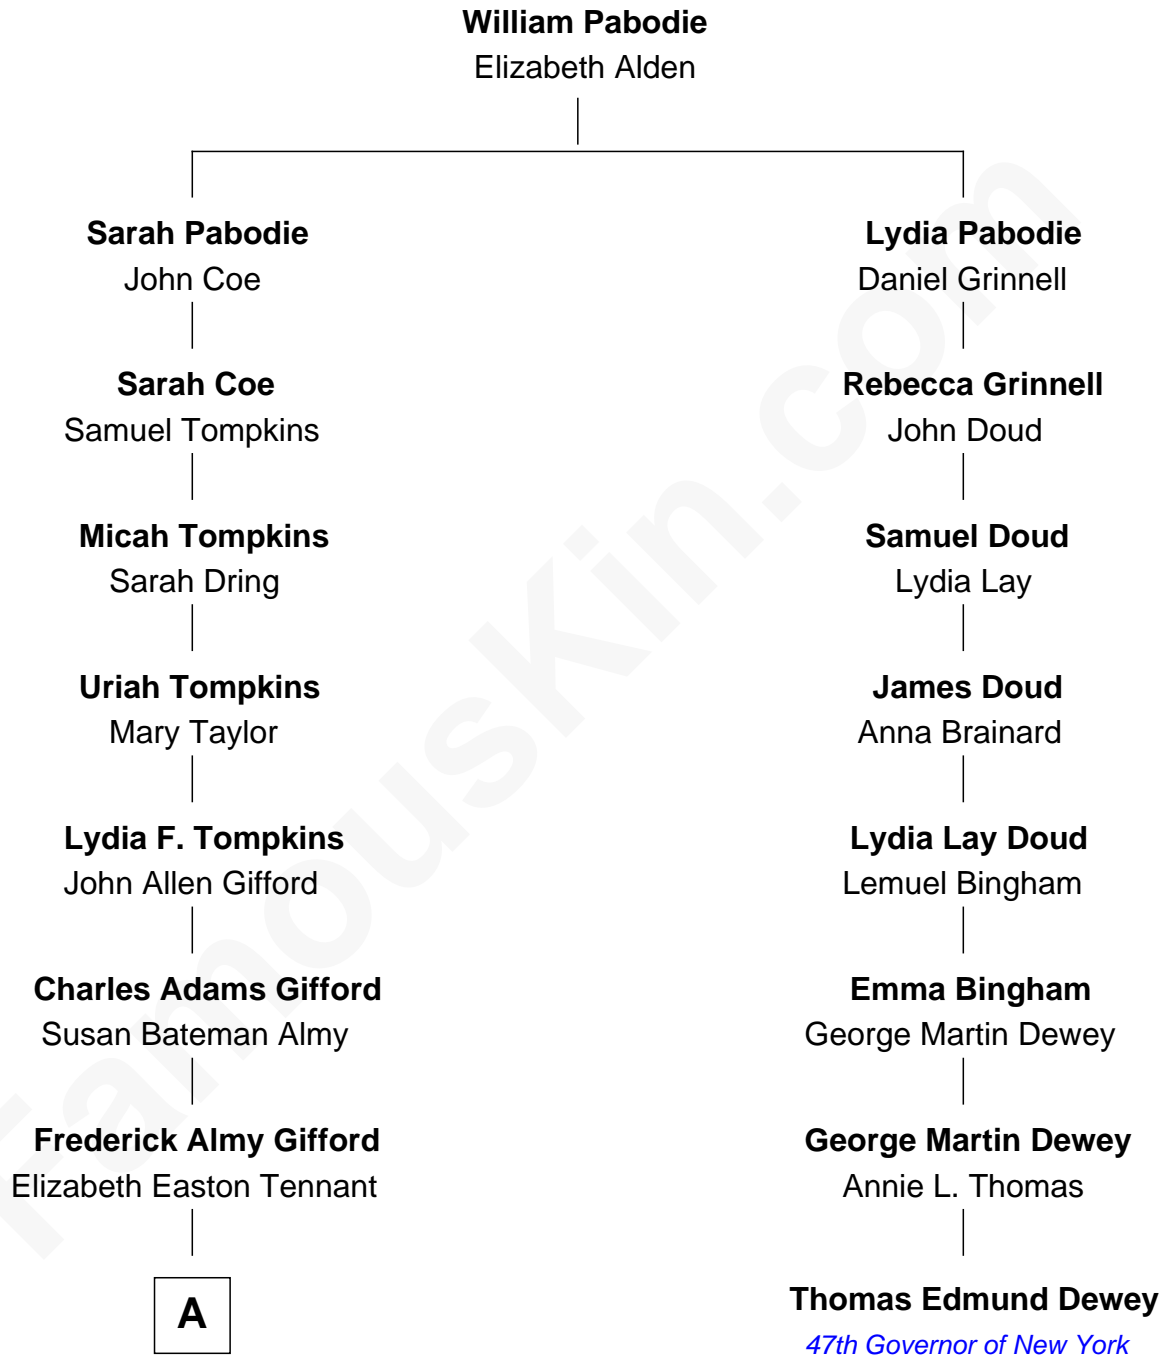 William Pabodie
Elizabeth Alden
Sarah Pabodie
John Coe
Lydia Pabodie
Daniel Grinnell
Sarah Coe
Samuel Tompkins
Rebecca Grinnell
John Doud
Micah Tompkins
Sarah Dring
Samuel Doud
Lydia Lay
Uriah Tompkins
Mary Taylor
James Doud
Anna Brainard
Lydia F. Tompkins
John Allen Gifford
Lydia Lay Doud
Lemuel Bingham
Charles Adams Gifford
Susan Bateman Almy
Emma Bingham
George Martin Dewey
Frederick Almy Gifford
Elizabeth Easton Tennant
George Martin Dewey
Annie L. Thomas
A
Thomas Edmund Dewey
47th Governor of New York
FamousKin.com